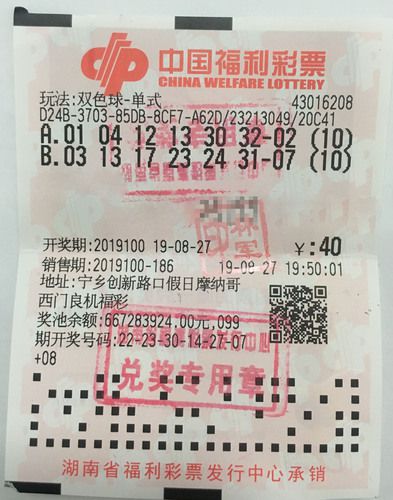 中国福利彩票
CHINA WELFARE LOTTERY
玩法:双色球-单式 43016208
D24B-3703-85DB-8CF7-A62D/23213049/20C41
A.01 04 12 13 30 32-02 (10)
B.03 13 17 23 24 31-07 (10)
开奖期:2019100 19-08-27 ¥:40
销售期:2019100-186 19-08-27 19:50:01
地址:宁乡创新路口假日摩纳哥
西门良机福彩
奖池余额:667283924.00元,099
期开奖号码:22-23-30-14-27-07
+08
兑奖专用章
湖南省福利彩票发行中心承销